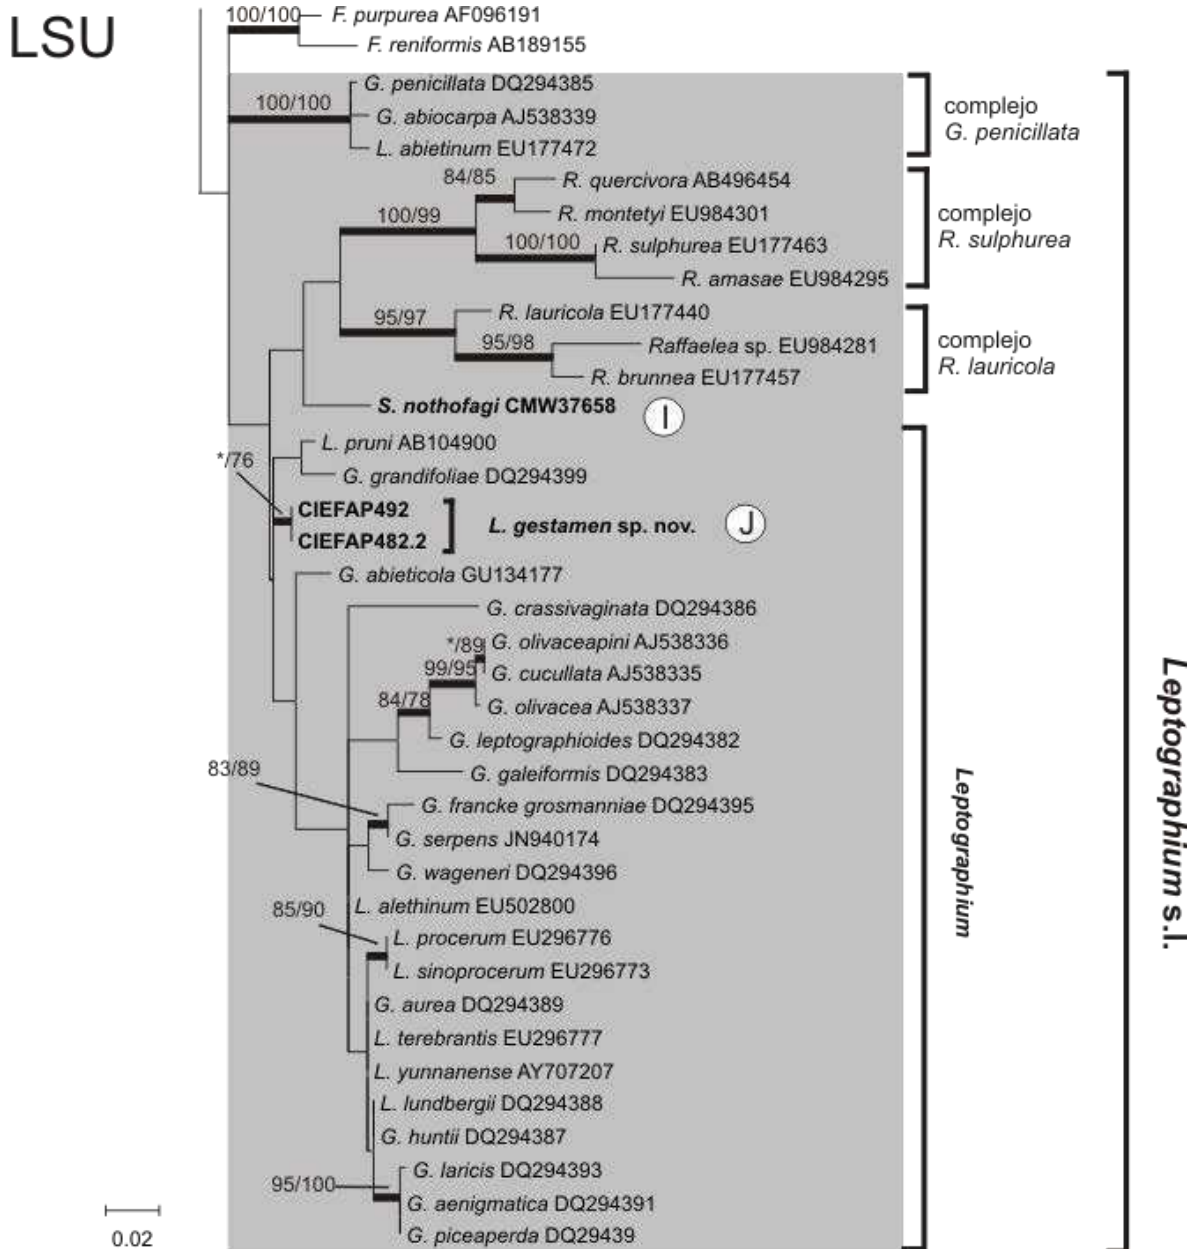 LSU
100/100
F. purpurea AF096191
F. reniformis AB189155
G. penicillata DQ294385
100/100
G. abiocarpa AJ538339
L. abietinum EU177472
complejo
G. penicillata
84/85
R. quercivora AB496454
100/99
R. montetyi EU984301
100/100
R. sulphurea EU177463
R. amasae EU984295
complejo
R. sulphurea
R. lauricola EU177440
95/97
95/98
Raffaelea sp. EU984281
R. brunnea EU177457
complejo
R. lauricola
S. nothofagi CMW37658
I
L. pruni AB104900
*/76
G. grandifoliae DQ294399
CIEFAP492
CIEFAP482.2
L. gestamen sp. nov.
J
G. abieticola GU134177
G. crassivaginata DQ294386
*/89
G. olivaceapini AJ538336
99/95
G. cucullata AJ538335
84/78
G. olivacea AJ538337
G. leptographioides DQ294382
83/89
G. galeiformis DQ294383
G. francke grosmanniae DQ294395
G. serpens JN940174
G. wageneri DQ294396
85/90
L. alethinum EU502800
L. procerum EU296776
L. sinoprocerum EU296773
G. aurea DQ294389
L. terebrantis EU296777
L. yunnanense AY707207
L. lundbergii DQ294388
G. huntii DQ294387
95/100
G. laricis DQ294393
G. aenigmatica DQ294391
G. piceaperda DQ29439
Leptographium
Leptographium s.l.
0.02